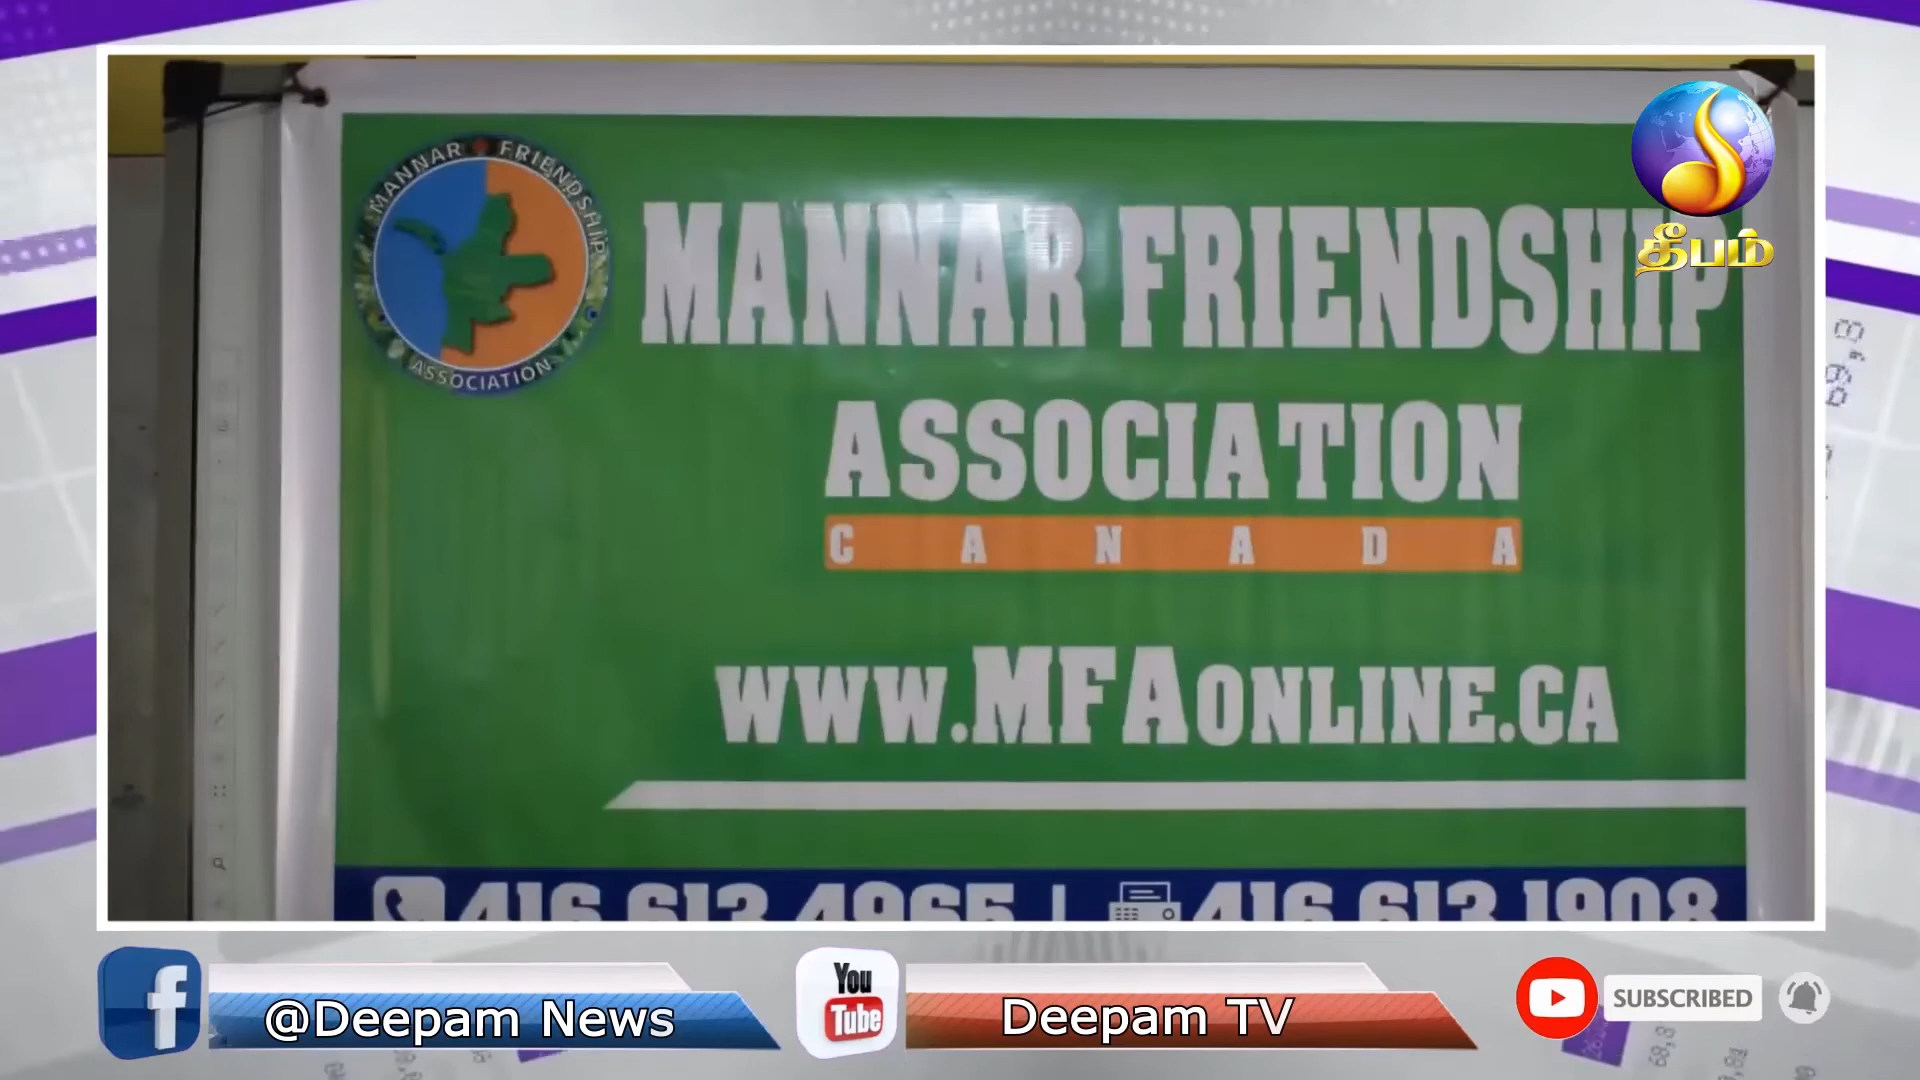 MANNAR FRIENDSHIP
ASSOCIATION
தீபம்
MANNAR FRIENDSHIP
ASSOCIATION
CANADA
www.MFAonline.ca
416 613 4965 | 416 613 1908
@Deepam News
You
Tube
Deepam TV
SUBSCRIBED